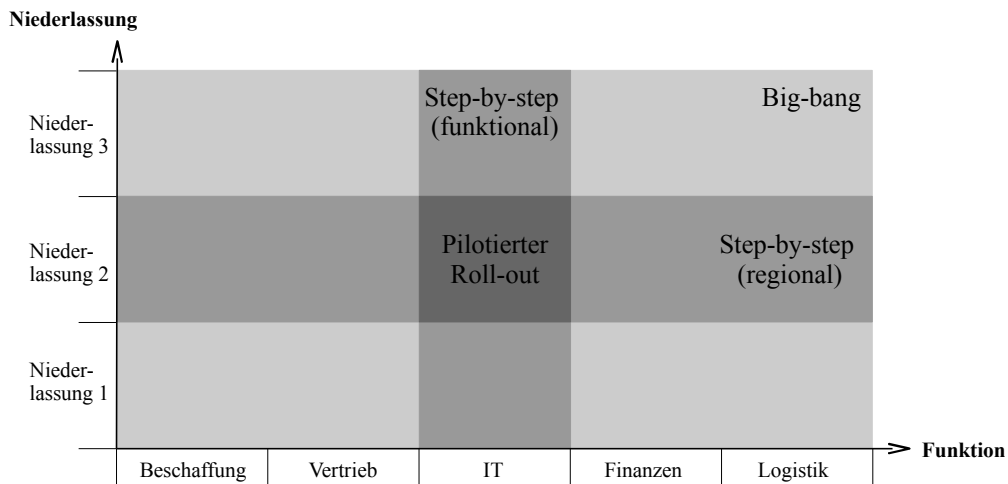 Niederlassung
Step-by-step
(funktional)
Big-bang
Nieder-
lassung 3
Nieder-
lassung 2
Pilotierter
Roll-out
Step-by-step
(regional)
Nieder-
lassung 1
Funktion
Beschaffung
Vertrieb
IT
Finanzen
Logistik